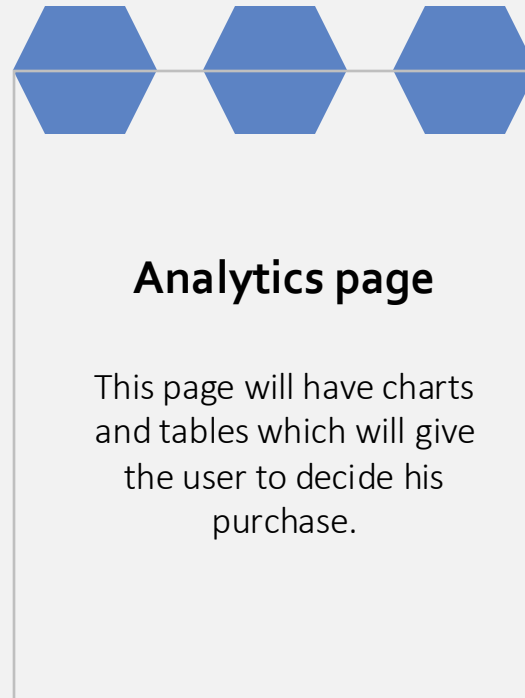 Analytics page
This page will have charts
and tables which will give
the user to decide his
purchase.